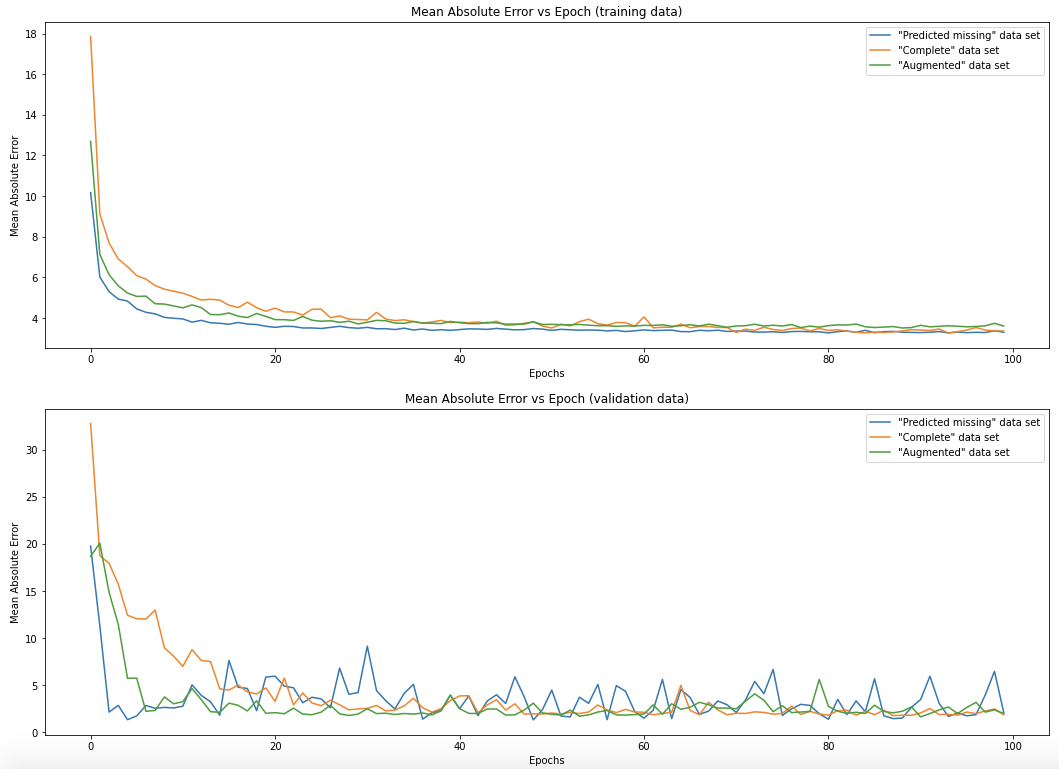 Mean Absolute Error vs Epoch (training data)
18
16
14
12
10
8
6
4
Mean Absolute Error
"Predicted missing" data set
"Complete" data set
"Augmented" data set
0 20 40 60 80 100
Epochs
Mean Absolute Error vs Epoch (validation data)
30
25
20
15
10
5
0
Mean Absolute Error
"Predicted missing" data set
"Complete" data set
"Augmented" data set
0 20 40 60 80 100
Epochs